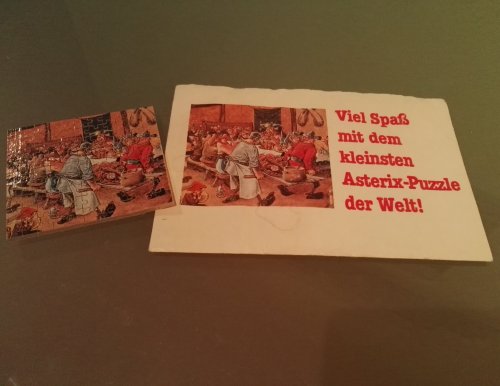 Viel Spaß
mit dem
kleinsten
Asterix-Puzzle
der Welt!